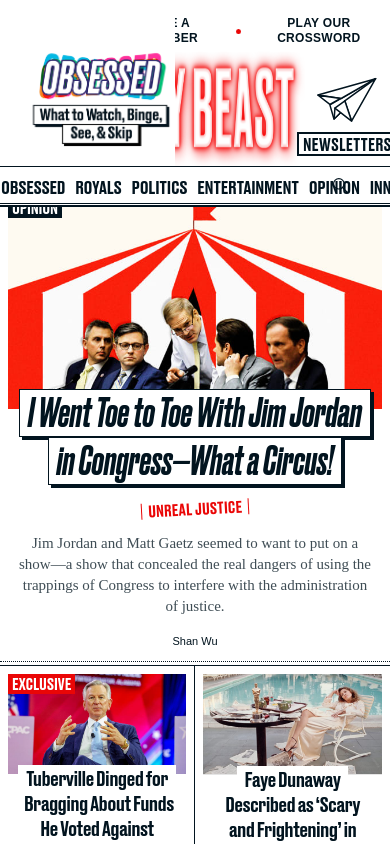 E A
BER
PLAY OUR
CROSSWORD
OBSESSED
What to Watch, Binge,
See, & Skip
Y BEAST
NEWSLETTERS
OBSESSED ROYALS POLITICS ENTERTAINMENT OPINION INN
OPINION
I Went Toe to Toe With Jim Jordan
in Congress—What a Circus!
UNREAL JUSTICE
Jim Jordan and Matt Gaetz seemed to want to put on a
show—a show that concealed the real dangers of using the
trappings of Congress to interfere with the administration
of justice.
Shan Wu
EXCLUSIVE
CPAC
Tuberville Dinged for
Bragging About Funds
He Voted Against
Faye Dunaway
Described as ‘Scary
and Frightening’ in